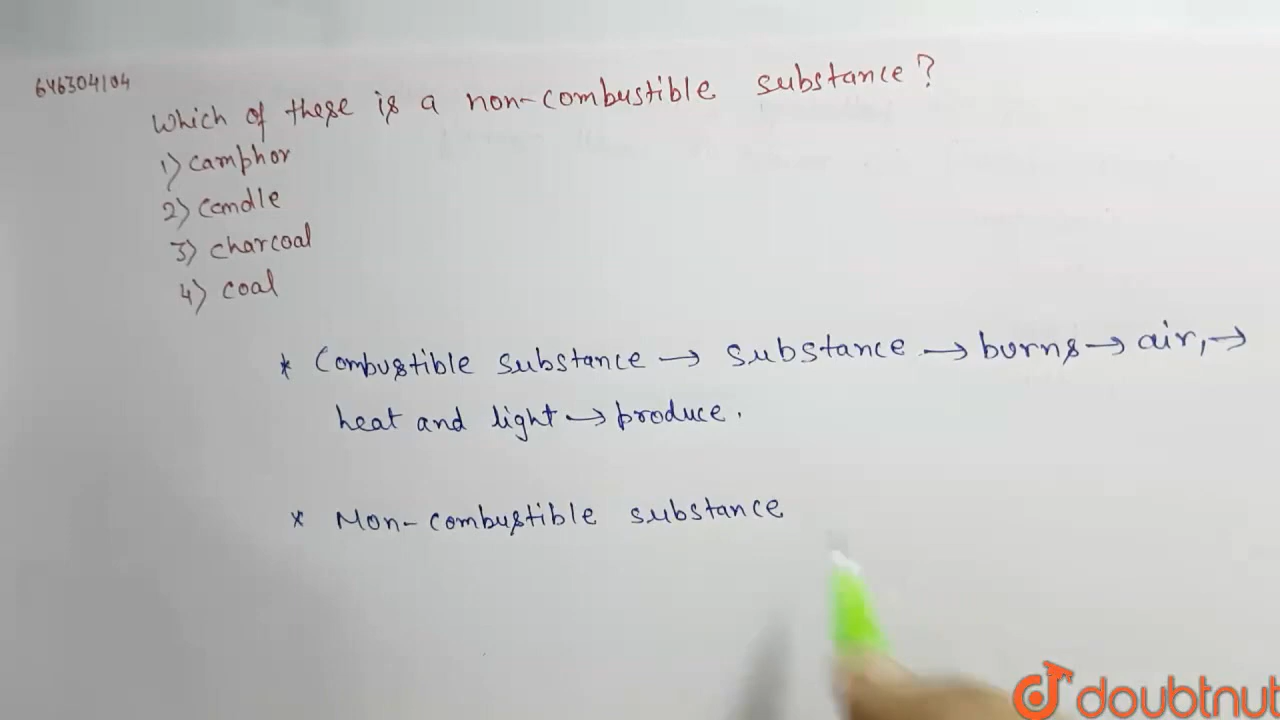 646304104
Which of these is a non-combustible substance?
1) camphor
2) candle
3) charcoal
4) coal
* Combustible substance → substance → burns → air, →
heat and light → produce.
* Non-combustible substance
doubtnut